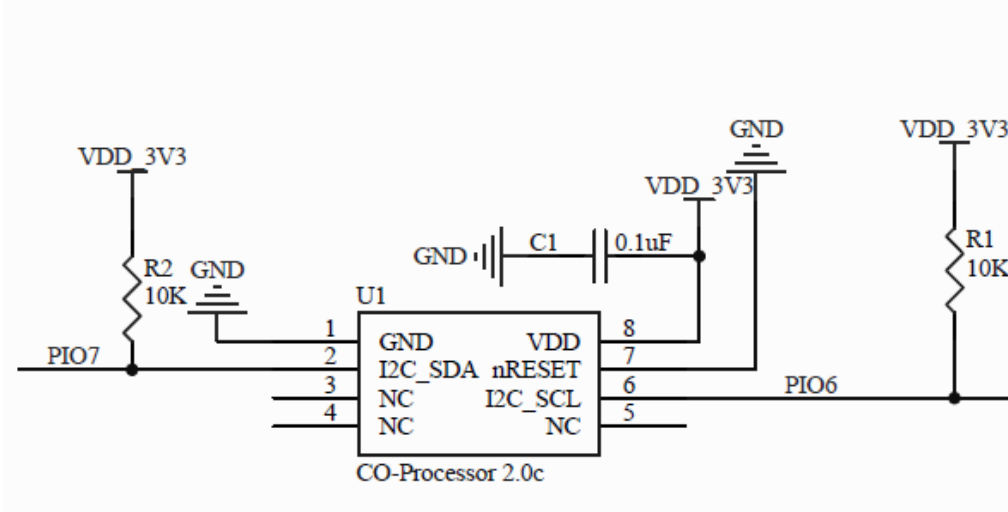 GND
VDD_3V3
VDD_3V3
VDD_3V3
GND
C1
0.1uF
R1
10K
R2
10K
GND
U1
1
GND
VDD
8
PIO7
2
I2C_SDA
nRESET
7
3
NC
I2C_SCL
6
PIO6
4
NC
NC
5
CO-Processor 2.0c